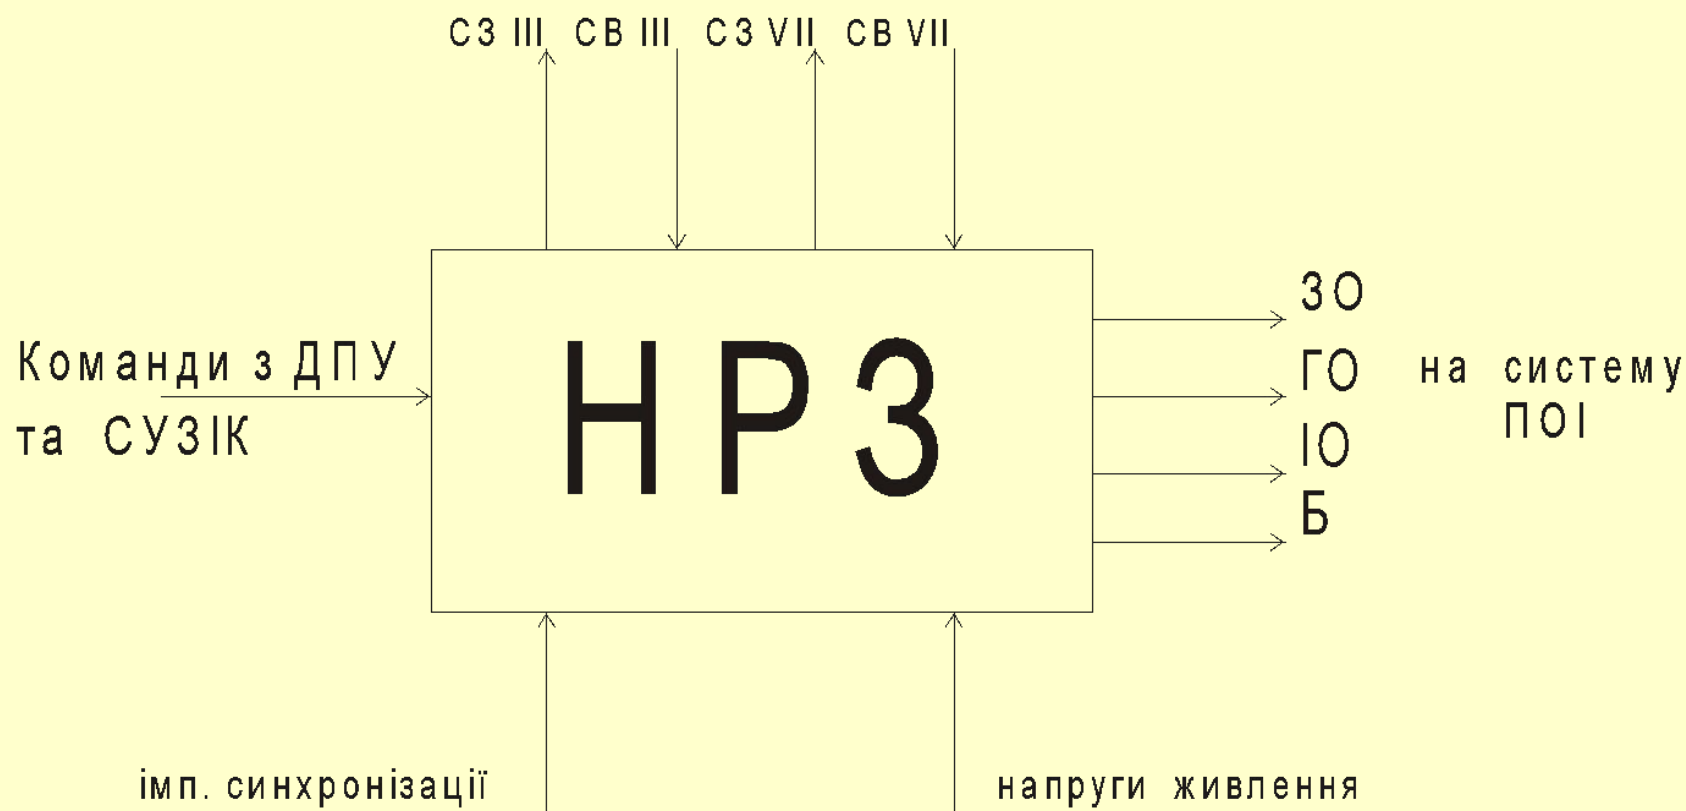 СЗ III СВ III СЗ VII СВ VII
ЗО
Команди з ДПУ
та СУЗІК
НРЗ
ГО
на систему
ПОІ
ІО
Б
імп. синхронізації
напруги живлення